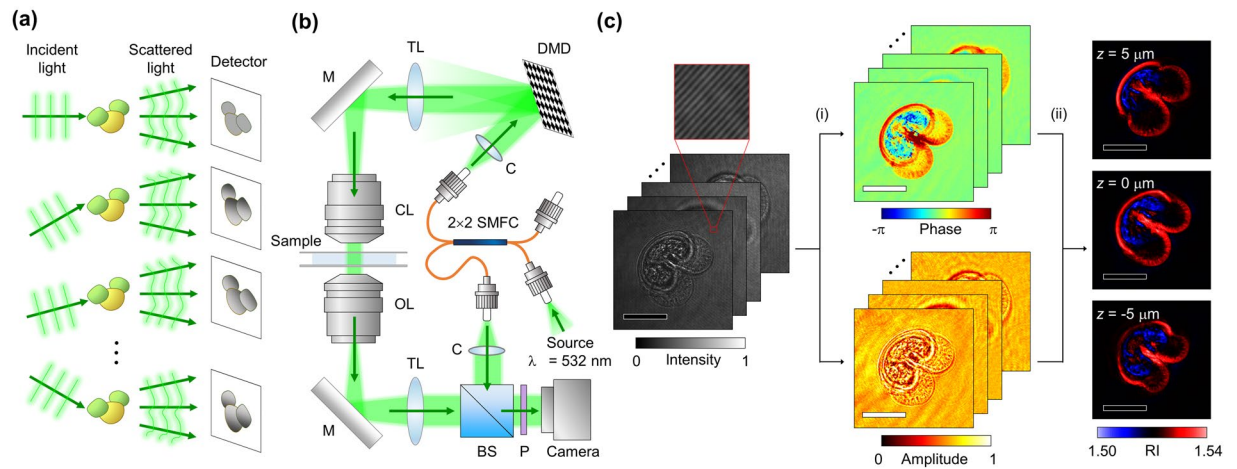 (a)
Incident
light
Scattered
light
Detector
(b)
TL
DMD
M
C
CL
2×2 SMFC
Sample
OL
C
Source
λ = 532 nm
TL
M
BS
P
Camera
(c)
0 Intensity 1
(i)
-π Phase π
0 Amplitude 1
(ii)
z = 5 μm
z = 0 μm
z = -5 μm
1.50 RI 1.54